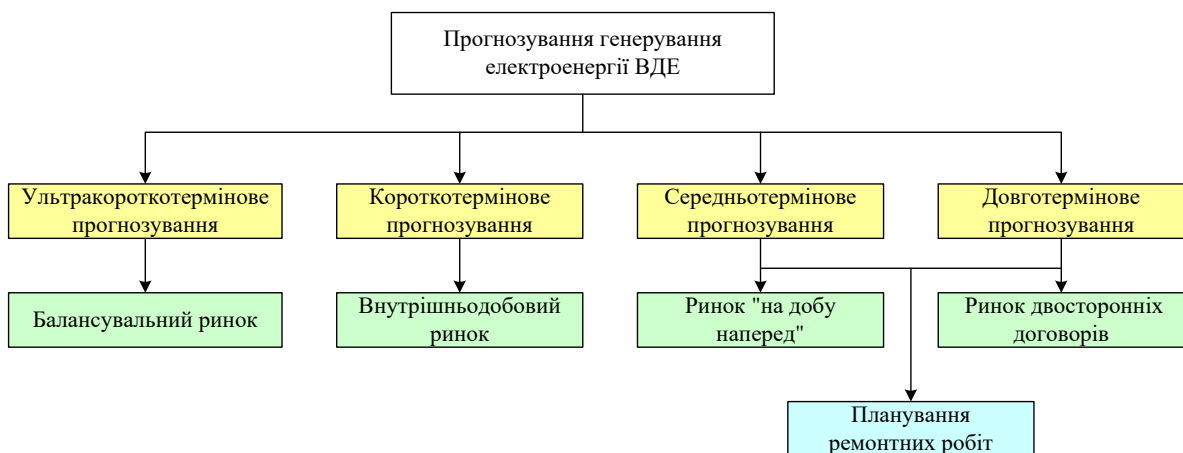 Прогнозування генерування
електроенергії ВДЕ
Ультракороткотермінове
прогнозування
Короткотермінове
прогнозування
Середньотермінове
прогнозування
Довготермінове
прогнозування
Балансувальний ринок
Внутрішньодобовий
ринок
Ринок "на добу
наперед"
Ринок двосторонніх
договорів
Планування
ремонтних робіт